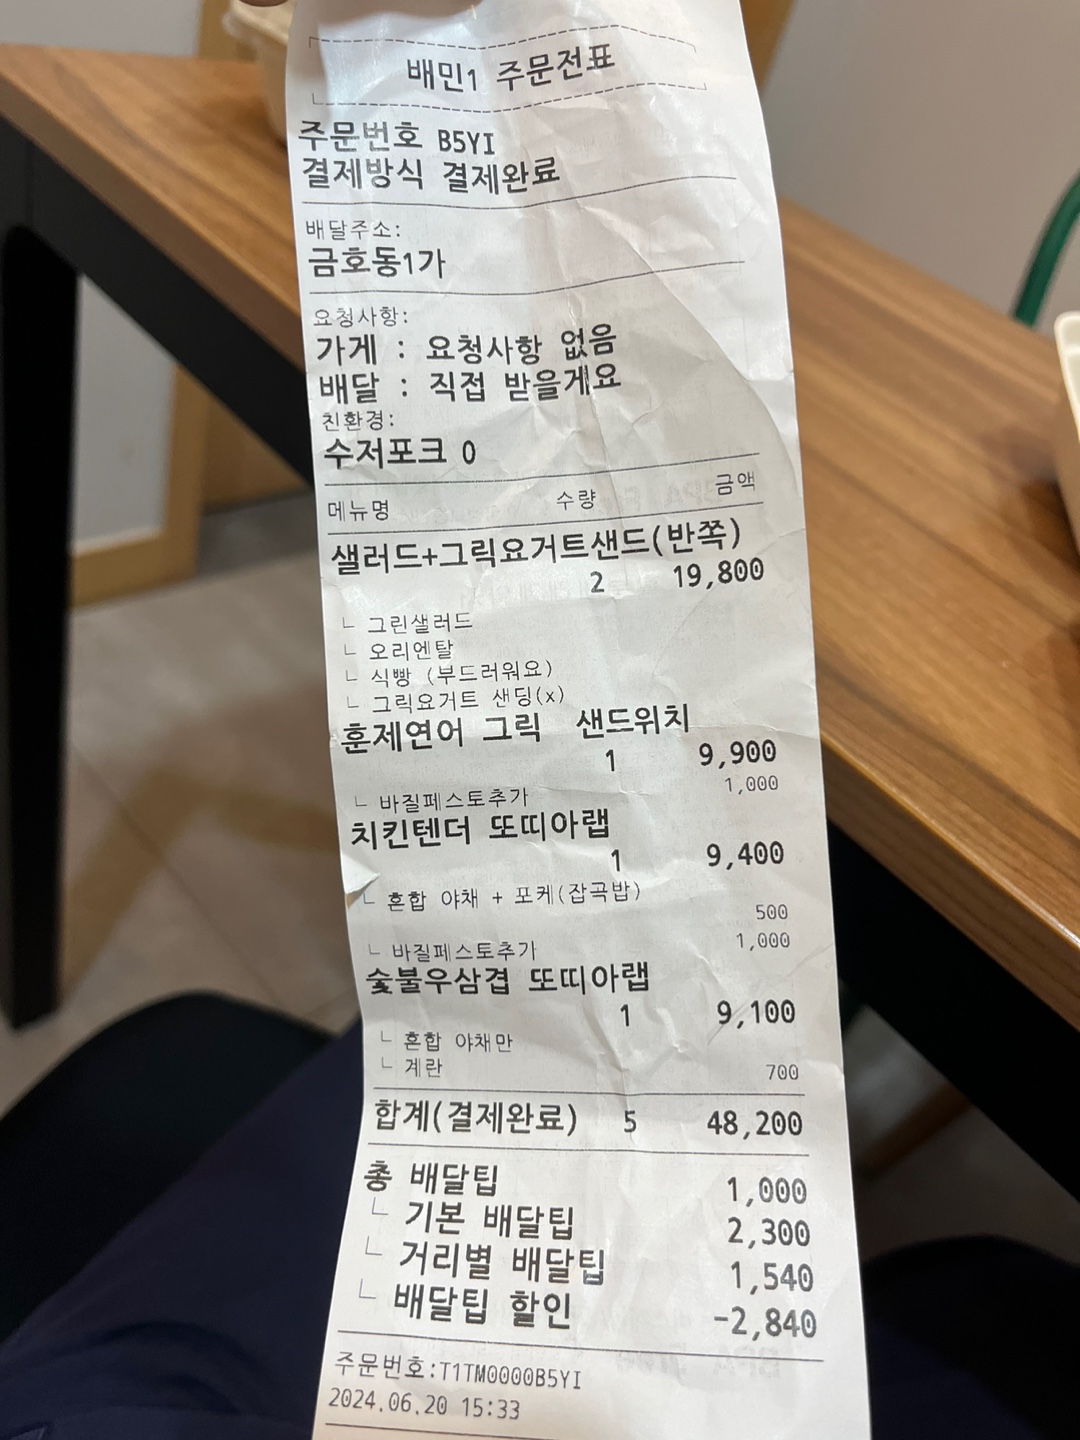 배민1 주문전표
주문번호 B5YI
결제방식 결제완료
배달주소:
금호동1가
요청사항:
가게 : 요청사항 없음
배달 : 직접 받을게요
친환경:
수저포크 0
메뉴명 수량 금액
샐러드+그릭요거트샌드(반쪽)
2 19,800
└ 그린샐러드
└ 오리엔탈
└ 식빵 (부드러워요)
└ 그릭요거트 샌딩(x)
훈제연어 그릭 샌드위치
1 9,900
└ 바질페스토추가 1,000
치킨텐더 또띠아랩
1 9,400
└ 혼합 야채 + 포케(잡곡밥)
500
└ 바질페스토추가 1,000
숯불우삼겹 또띠아랩
1 9,100
└ 혼합 야채만
└ 계란 700
합계(결제완료) 5 48,200
총 배달팁 1,000
└ 기본 배달팁 2,300
└ 거리별 배달팁 1,540
└ 배달팁 할인 -2,840
주문번호:T1TM0000B5YI
2024.06.20 15:33